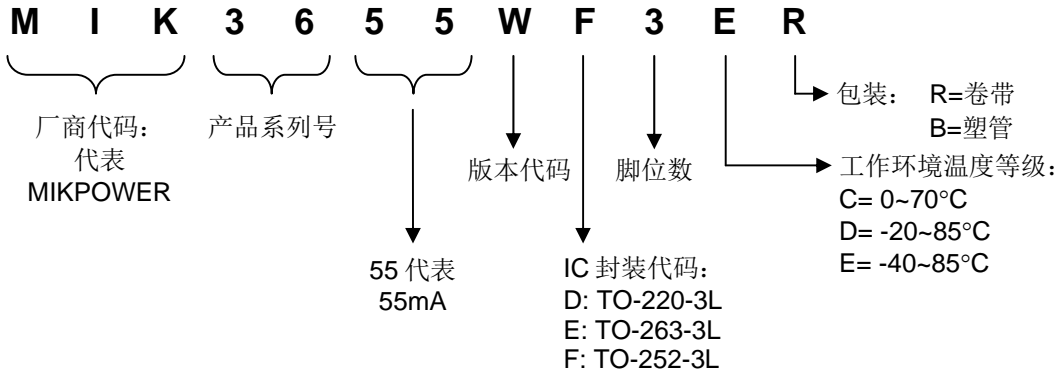 M I K 3 6 5 5 W F 3 E R
厂商代码：
代表
MIKPOWER
产品系列号
55 代表
55mA
版本代码
IC 封装代码：
D: TO-220-3L
E: TO-263-3L
F: TO-252-3L
脚位数
包装： R=卷带
B=塑管
工作环境温度等级：
C= 0~70°C
D= -20~85°C
E= -40~85°C